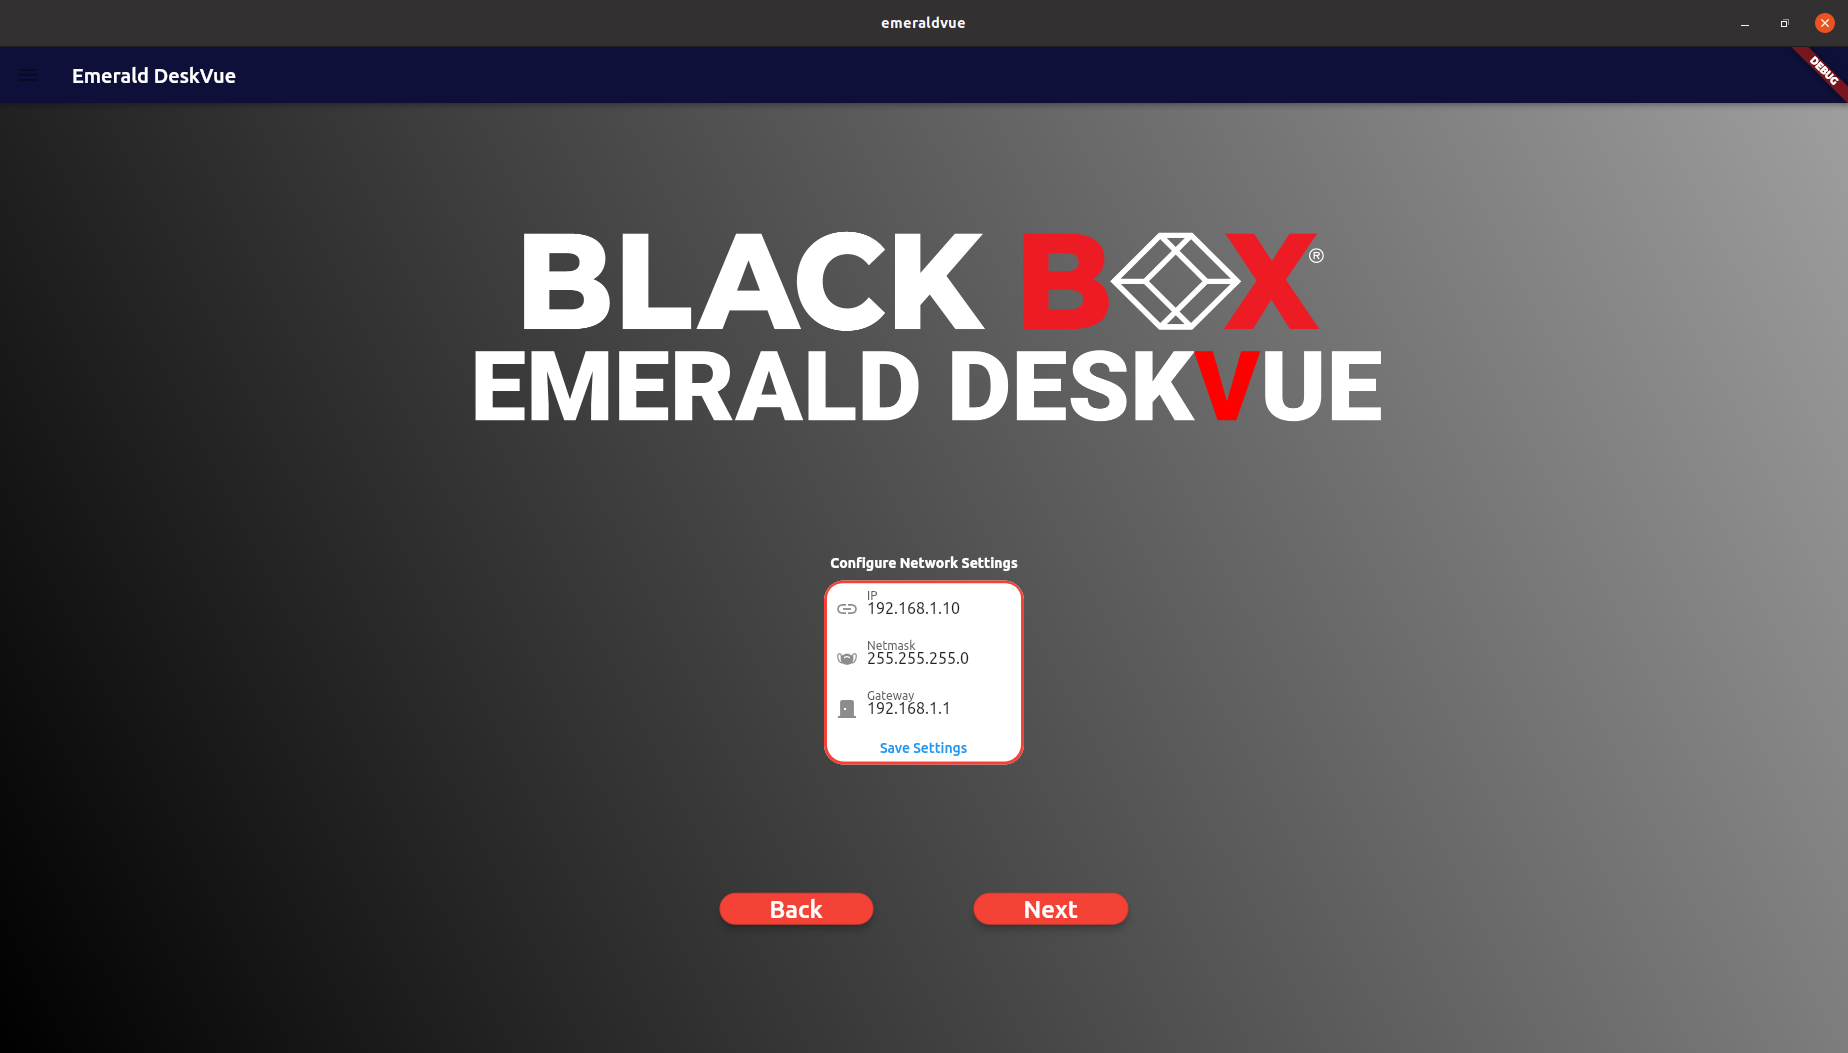 emeraldvue
Emerald DeskVue
DEBUG
BLACK BOX®
EMERALD DESKVUE
Configure Network Settings
IP
192.168.1.10
Netmask
255.255.255.0
Gateway
192.168.1.1
Save Settings
Back
Next